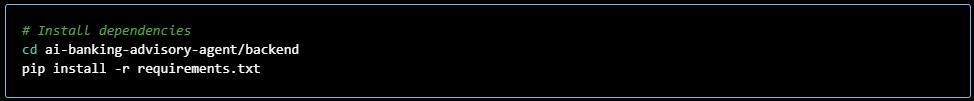 # Install dependencies
cd ai-banking-advisory-agent/backend
pip install -r requirements.txt